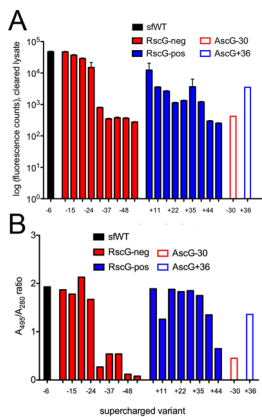 A
sfWT
RscG-neg
AscG-30
RscG-pos
AscG+36
log (fluorescence counts), cleared lysate
10⁵
10⁴
10³
10²
10¹
10⁰
-6 -15 -24 -37 -48 +11 +22 +35 +44 -30 +36
B
sfWT
RscG-neg
AscG-30
RscG-pos
AscG+36
A₄₉₅/A₂₈₀ ratio
3
2
1
0
-6 -15 -24 -37 -48 +11 +22 +35 +44 -30 +36
supercharged variant